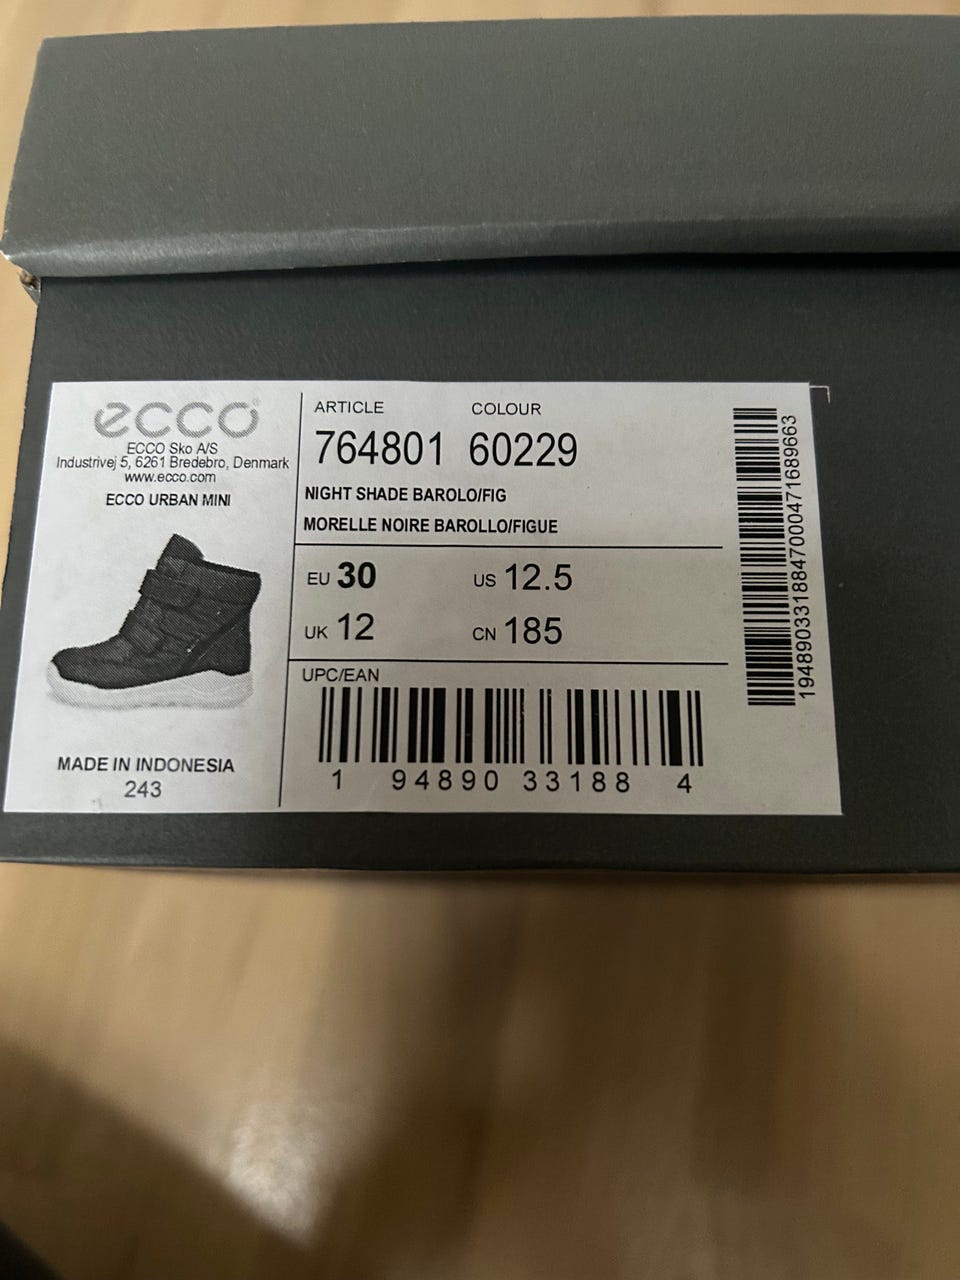 ecco®
ECCO Sko A/S
Industrivej 5, 6261 Bredebro, Denmark
www.ecco.com
ECCO URBAN MINI
MADE IN INDONESIA
243
ARTICLE COLOUR
764801 60229
NIGHT SHADE BAROLO/FIG
MORELLE NOIRE BAROLLO/FIGUE
EU 30 US 12.5
UK 12 CN 185
UPC/EAN
1 94890 33188 4
1948903318847000471689663